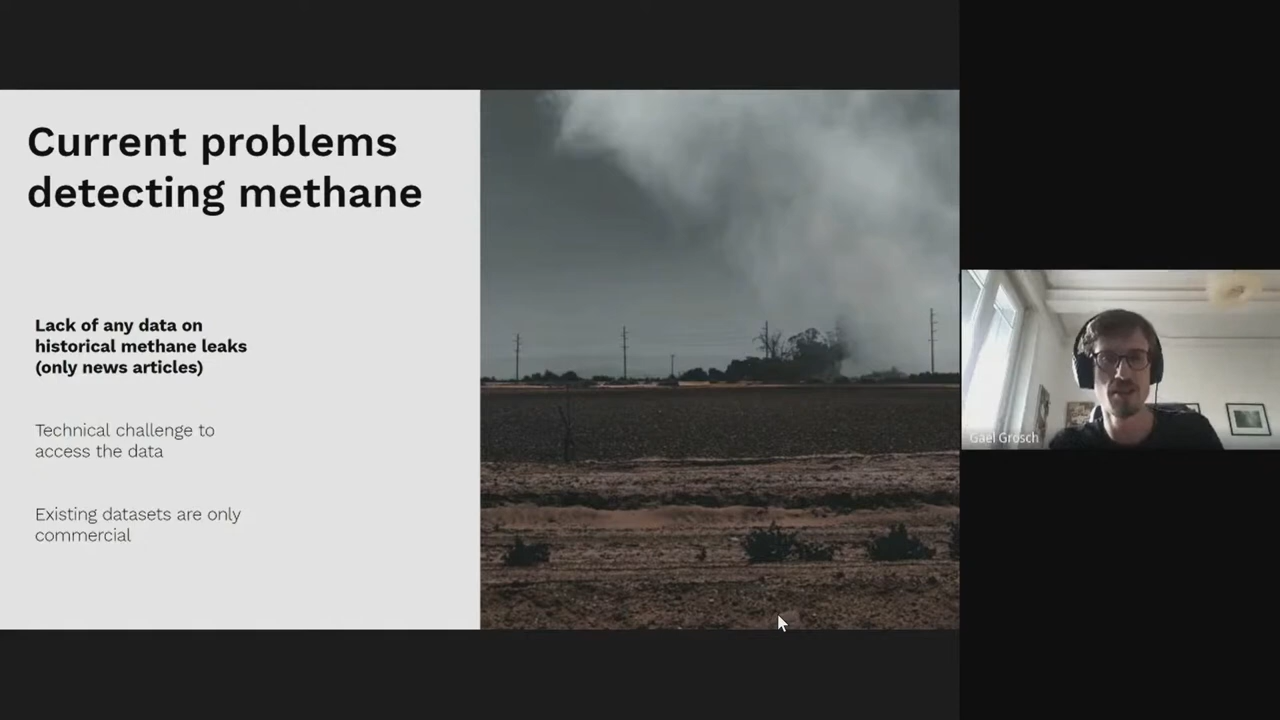 Current problems
detecting methane
Lack of any data on
historical methane leaks
(only news articles)
Technical challenge to
access the data
Existing datasets are only
commercial
Gael Grosch